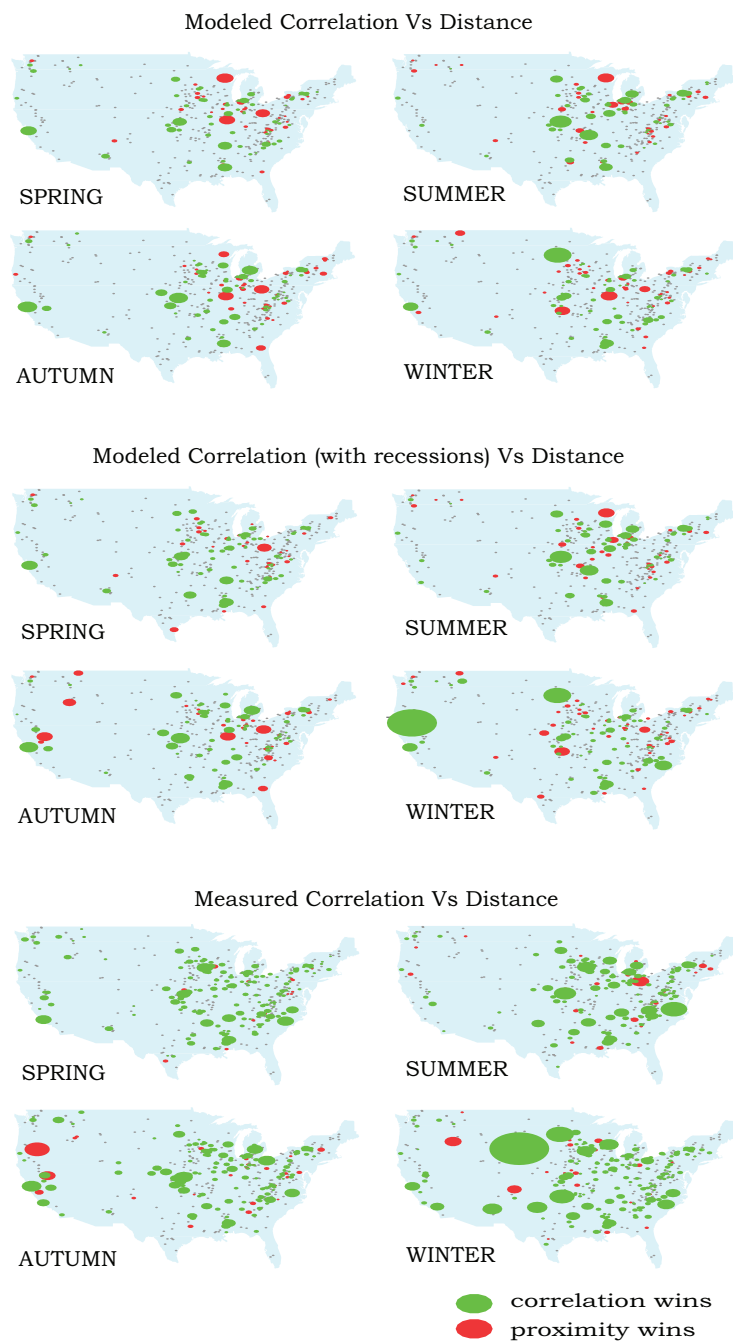 Modeled Correlation Vs Distance
SPRING
SUMMER
AUTUMN
WINTER
Modeled Correlation (with recessions) Vs Distance
SPRING
SUMMER
AUTUMN
WINTER
Measured Correlation Vs Distance
SPRING
SUMMER
AUTUMN
WINTER
correlation wins
proximity wins